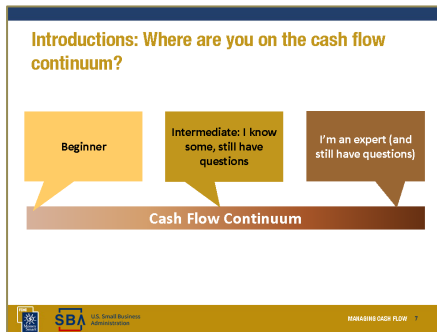 Introductions: Where are you on the cash flow
continuum?
Beginner
Intermediate: I know
some, still have
questions
I'm an expert (and
still have questions)
Cash Flow Continuum
SBA
U.S. Small Business
Administration
MANAGING CASH FLOW 7